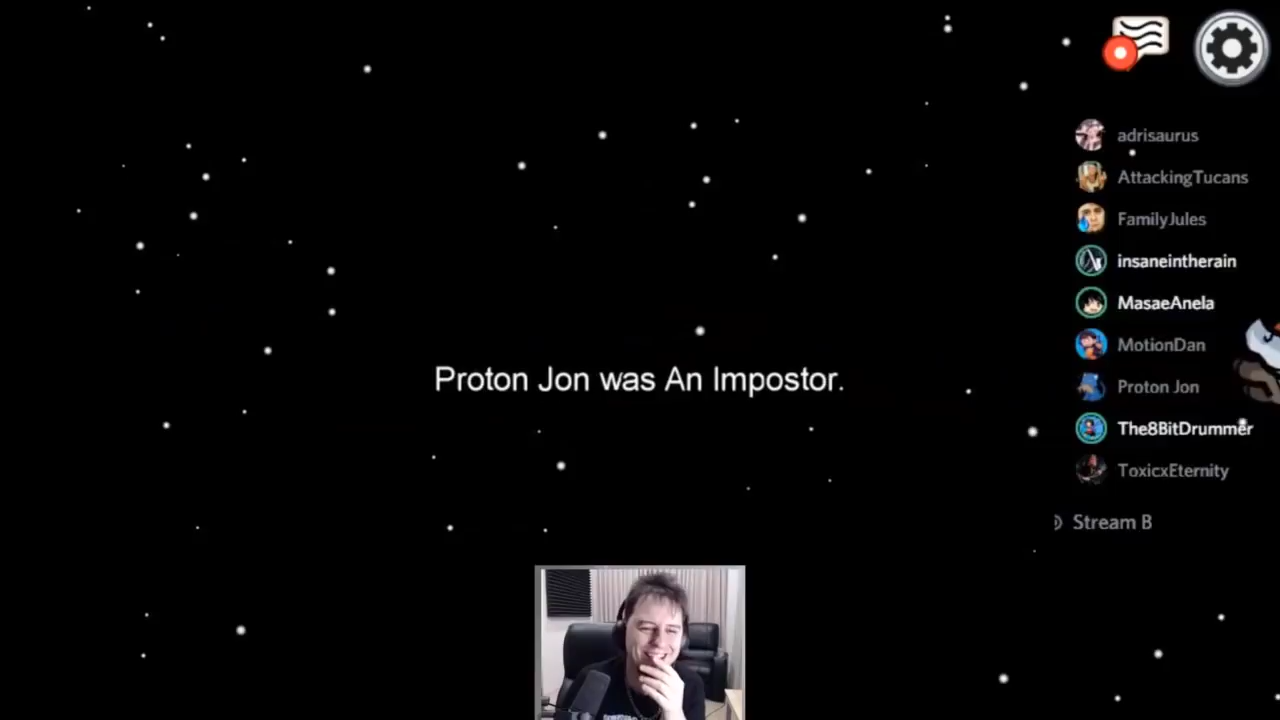 adrisaurus
AttackingTucans
FamilyJules
insaneintherain
MasaeAnela
MotionDan
Proton Jon was An Impostor.
Proton Jon
The8BitDrummer
ToxicxEternity
Stream B